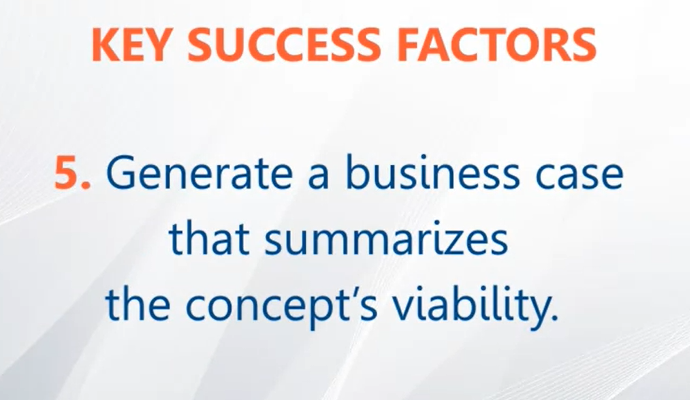 KEY SUCCESS FACTORS
5. Generate a business case
that summarizes
the concept’s viability.